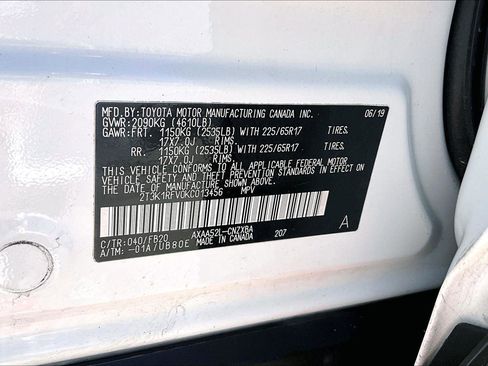 MFD.BY:TOYOTA MOTOR MANUFACTURING CANADA INC. 06/19
GVWR:2090KG (4610LB)
GAWR:FRT. 1150KG (2535LB) WITH 225/65R17 TIRES,
17X7.0J RIMS,
RR. 1150KG (2535LB) WITH 225/65R17 TIRES,
17X7.0J RIMS,
THIS VEHICLE CONFORMS TO ALL APPLICABLE FEDERAL MOTOR
VEHICLE SAFETY, BUMPER, AND THEFT PREVENTION STANDARDS IN EFFECT ON
THE DATE OF MANUFACTURE SHOWN ABOVE.
2T3K1RFV0KC013456 MPV
C/TR:040/FB20 AXAA52L-CNZXBA 207 A
A/TM:-01A/UB80E MADE IN CANADA